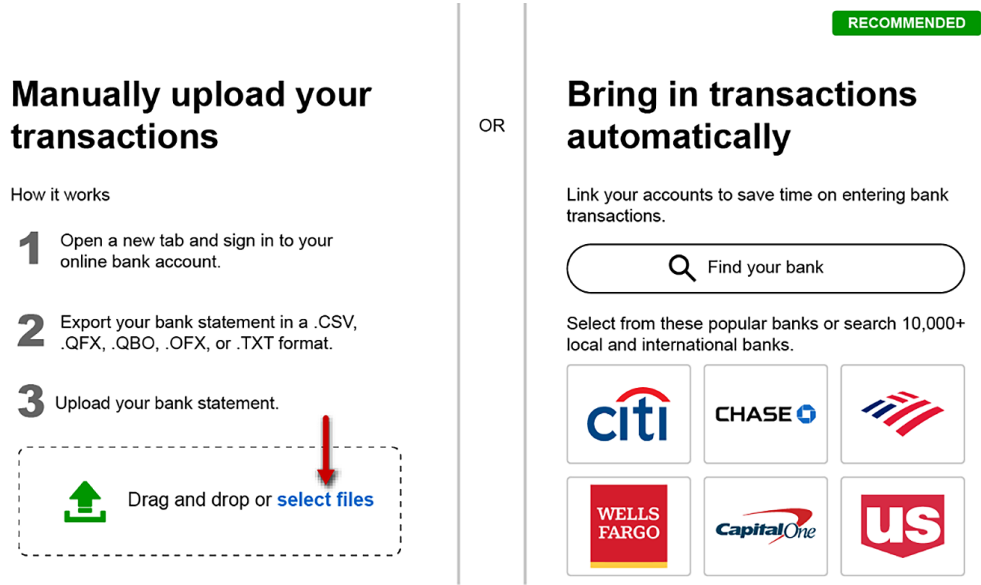 RECOMMENDED
Manually upload your
transactions
How it works
1 Open a new tab and sign in to your
online bank account.
2 Export your bank statement in a .CSV,
.QFX, .QBO, .OFX, or .TXT format.
3 Upload your bank statement.
Drag and drop or select files
OR
Bring in transactions
automatically
Link your accounts to save time on entering bank
transactions.
Find your bank
Select from these popular banks or search 10,000+
local and international banks.
citi
CHASE
WELLS
FARGO
Capital One
us